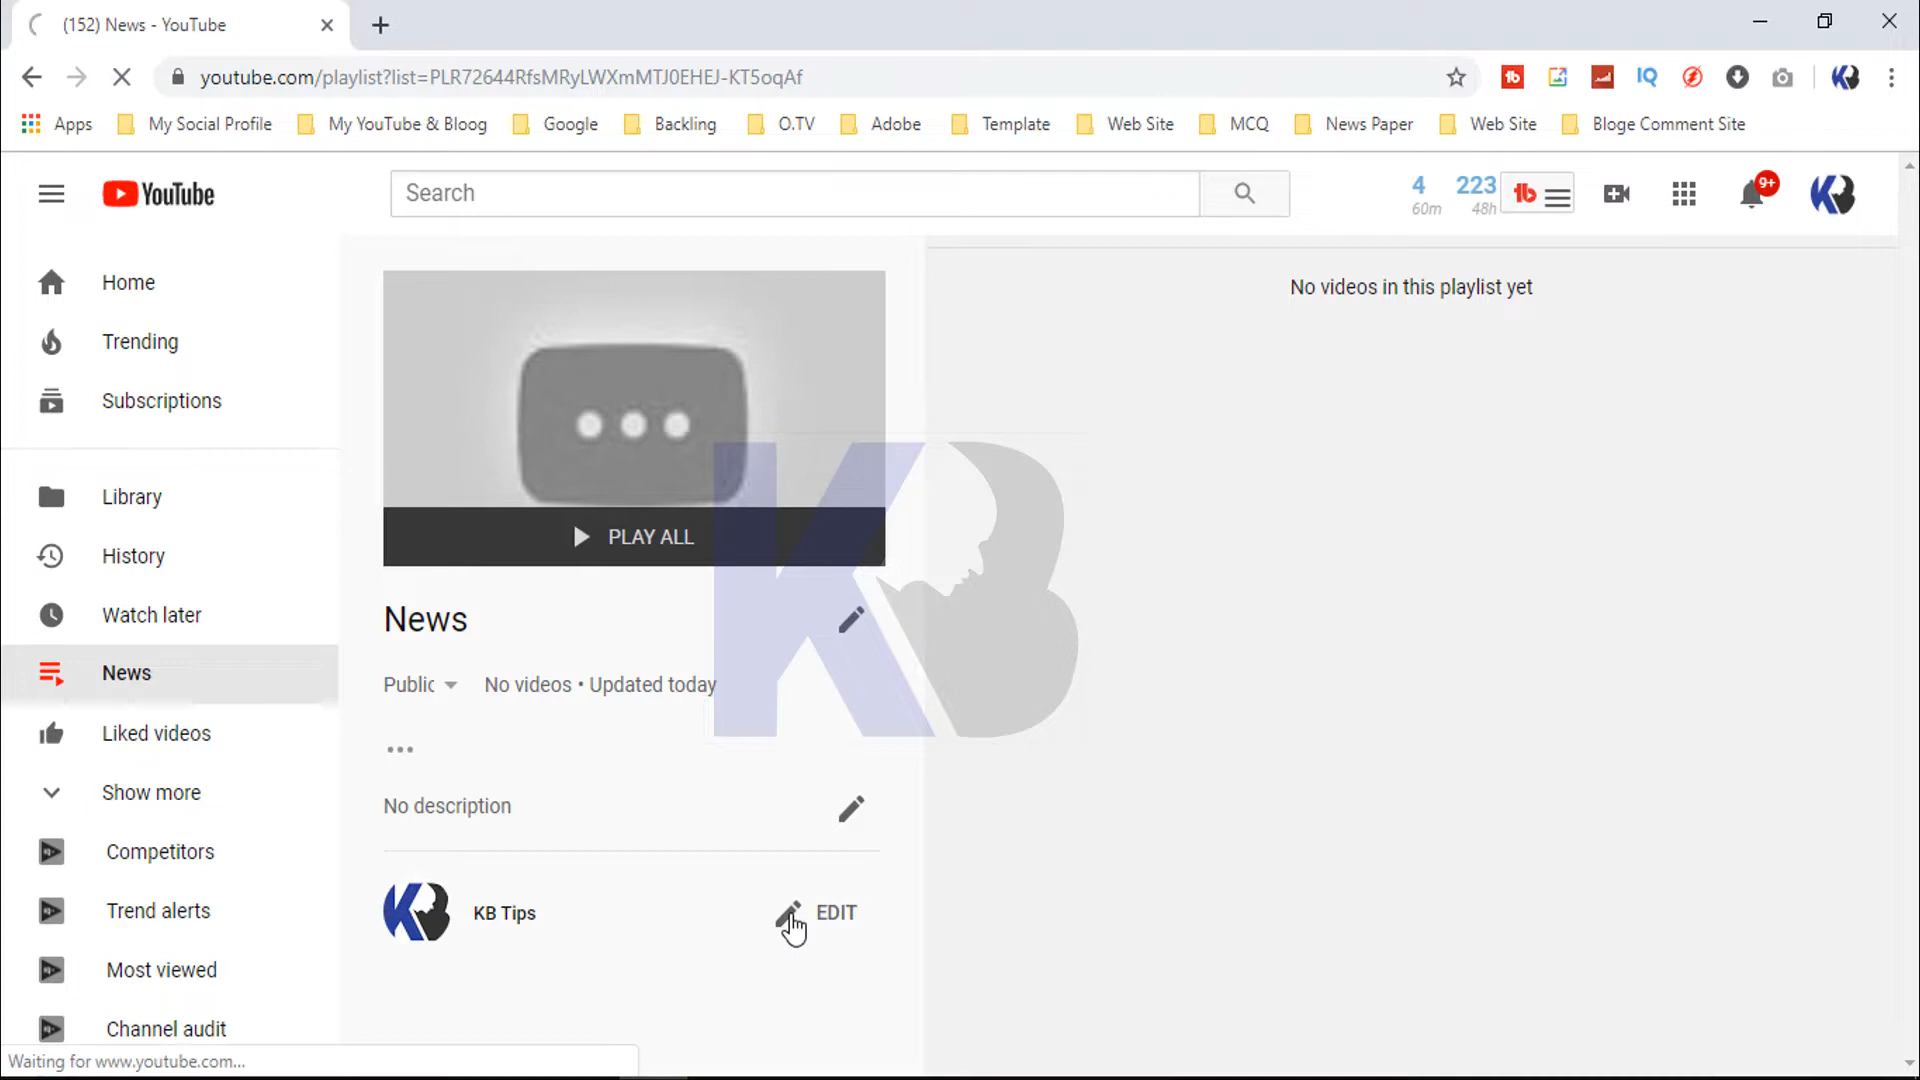 (152) News - YouTube
youtube.com/playlist?list=PLR72644RfsMRyLWXmMTJ0EHEJ-KT5oqAf
IQ
Apps My Social Profile My YouTube & Bloog Google Backling O.TV Adobe Template Web Site MCQ News Paper Web Site Bloge Comment Site
YouTube
Search
4 60m
223 48h
9+
Home
Trending
Subscriptions
Library
History
Watch later
News
Liked videos
Show more
Competitors
Trend alerts
Most viewed
Channel audit
PLAY ALL
News
Public No videos • Updated today
No description
KB Tips
EDIT
No videos in this playlist yet
KB
Waiting for www.youtube.com...